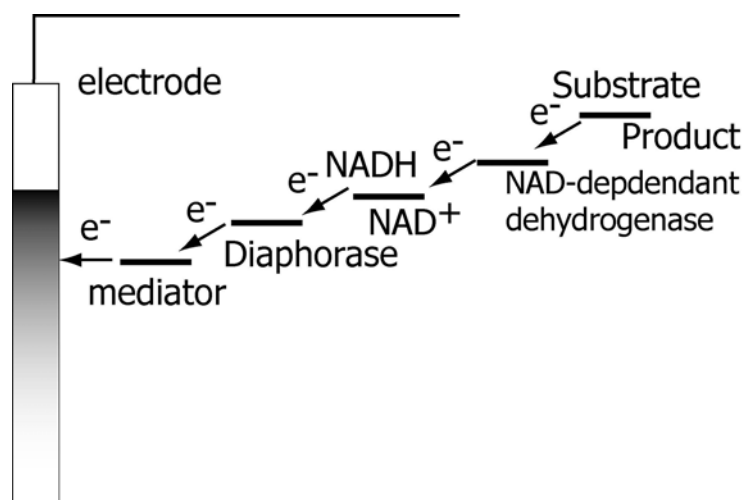 electrode
Substrate
e-
Product
e-
NADH
NAD-depdendant
dehydrogenase
e-
NAD+
e-
Diaphorase
e-
mediator